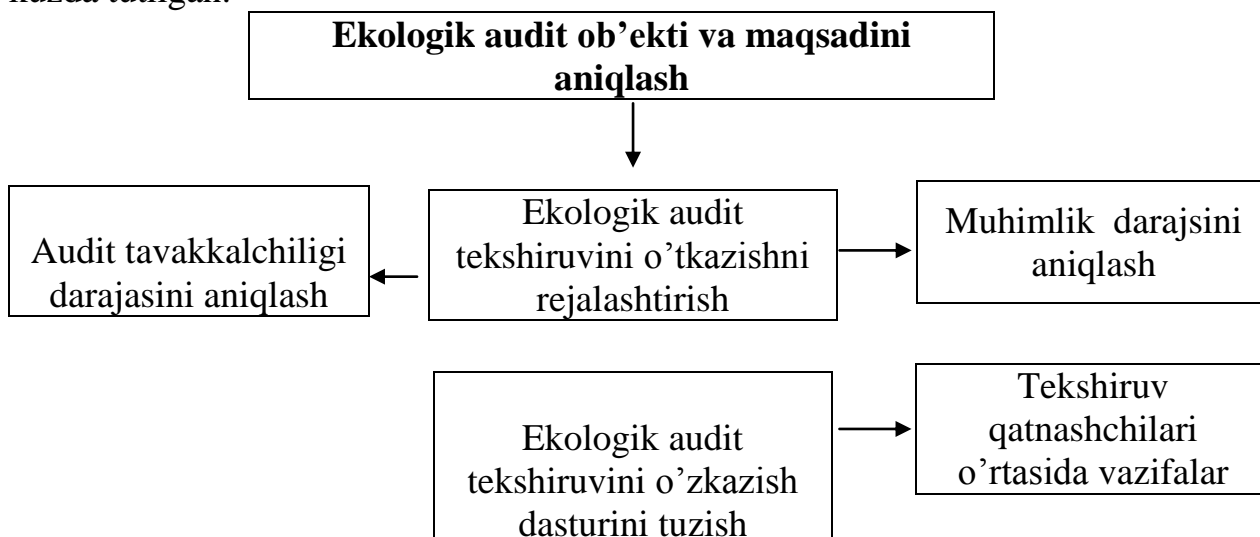 tutilgan.
Ekologik audit ob’ekti va maqsadini
aniqlash
Audit tavakkalchiligi
darajasini aniqlash
Ekologik audit
tekshiruvini o’tkazishni
rejalashtirish
Muhimlik darajsini
aniqlash
Ekologik audit
tekshiruvini o’zkazish
dasturini tuzish
Tekshiruv
qatnashchilari
o’rtasida vazifalar